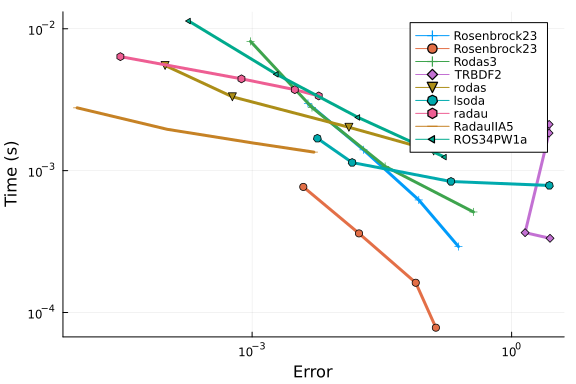 10⁻²
10⁻³
10⁻⁴
Time (s)
10⁻³
10⁰
Error
Rosenbrock23
Rosenbrock23
Rodas3
TRBDF2
rodas
lsoda
radau
RadauIIA5
ROS34PW1a